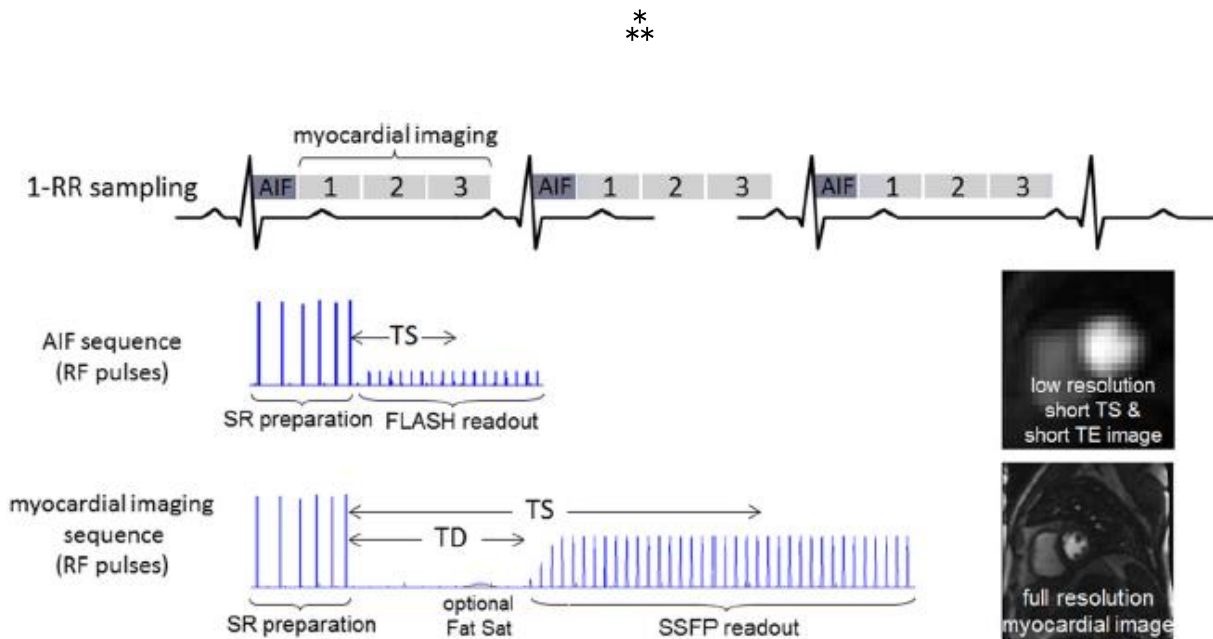 *
**
myocardial imaging
1-RR sampling
AIF 1 2 3 AIF 1 2 3 AIF 1 2 3
AIF sequence
(RF pulses)
TS
SR preparation FLASH readout
low resolution
short TS &
short TE image
myocardial imaging
sequence
(RF pulses)
TS
TD
SR preparation
optional
Fat Sat
SSFP readout
full resolution
myocardial image